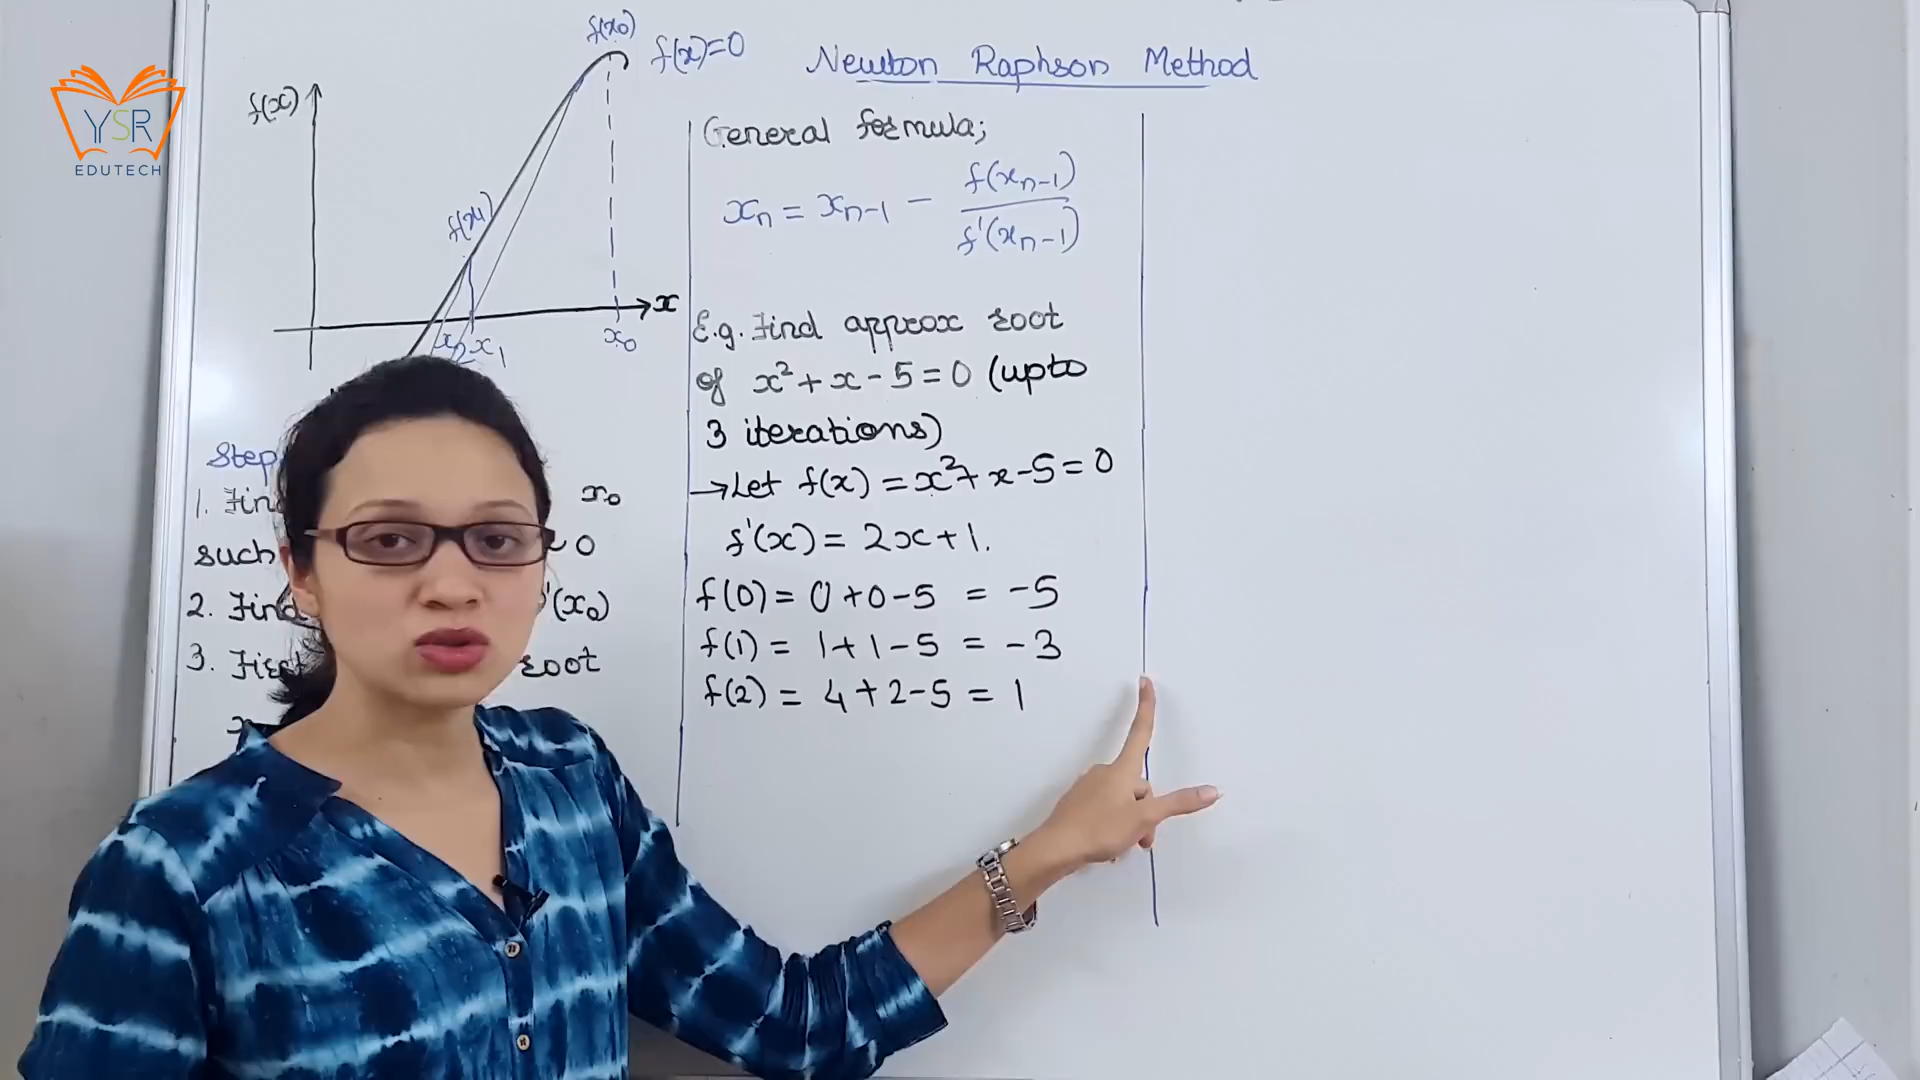 YSR
EDUTECH
f(x)
f(x0)
f(x)=0
f(x1)
x
x2 x1
x0
Step
1. Find x0
such ~ 0
2. Find f'(x0)
3. First root
x
Newton Raphson Method
General formula;
xn = xn-1 - f(xn-1)
f'(xn-1)
E.g. Find approx root
of x² + x - 5 = 0 (upto
3 iterations)
→ Let f(x) = x² + x - 5 = 0
f'(x) = 2x + 1.
f(0) = 0 + 0 - 5 = -5
f(1) = 1 + 1 - 5 = -3
f(2) = 4 + 2 - 5 = 1